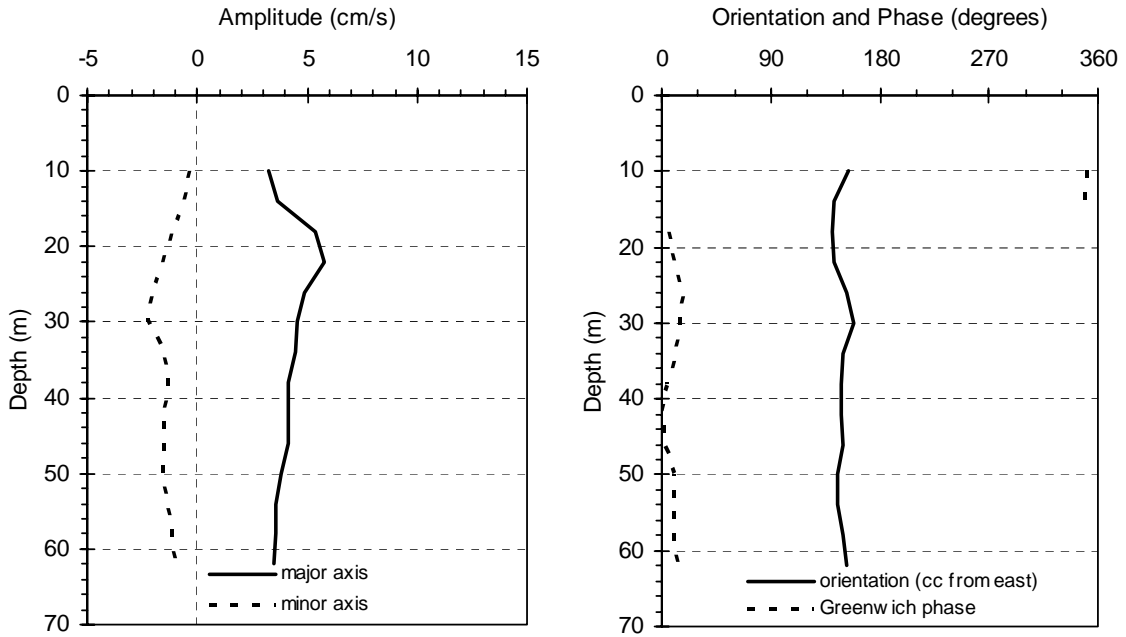 Amplitude (cm/s)
-5 0 5 10 15
0
10
20
30
40
50
60
70
Depth (m)
major axis
minor axis
Orientation and Phase (degrees)
0 90 180 270 360
0
10
20
30
40
50
60
70
Depth (m)
orientation (cc from east)
Greenwich phase